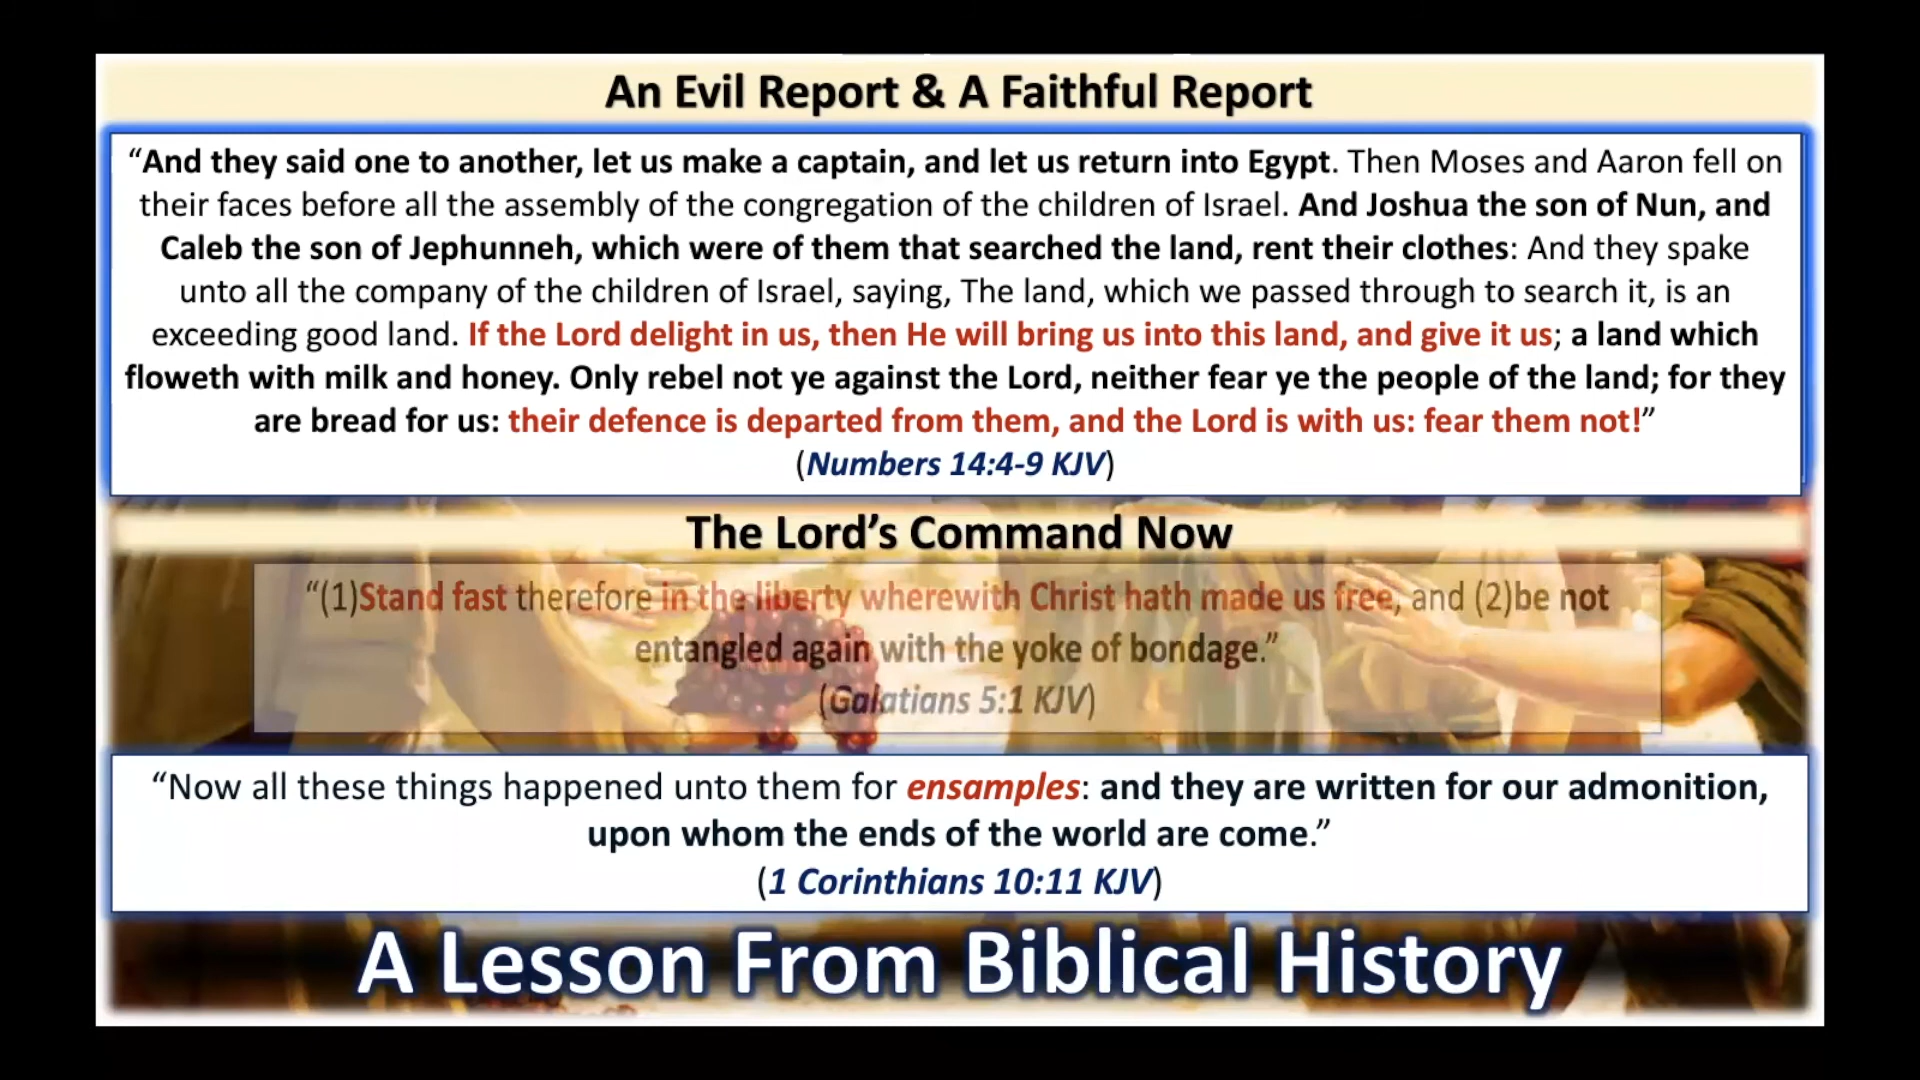 An Evil Report & A Faithful Report
“And they said one to another, let us make a captain, and let us return into Egypt. Then Moses and Aaron fell on
their faces before all the assembly of the congregation of the children of Israel. And Joshua the son of Nun, and
Caleb the son of Jephunneh, which were of them that searched the land, rent their clothes: And they spake
unto all the company of the children of Israel, saying, The land, which we passed through to search it, is an
exceeding good land. If the Lord delight in us, then He will bring us into this land, and give it us; a land which
floweth with milk and honey. Only rebel not ye against the Lord, neither fear ye the people of the land; for they
are bread for us: their defence is departed from them, and the Lord is with us: fear them not!”
(Numbers 14:4-9 KJV)
The Lord’s Command Now
“(1)Stand fast therefore in the liberty wherewith Christ hath made us free, and (2)be not
entangled again with the yoke of bondage.”
(Galatians 5:1 KJV)
“Now all these things happened unto them for ensamples: and they are written for our admonition,
upon whom the ends of the world are come.”
(1 Corinthians 10:11 KJV)
A Lesson From Biblical History